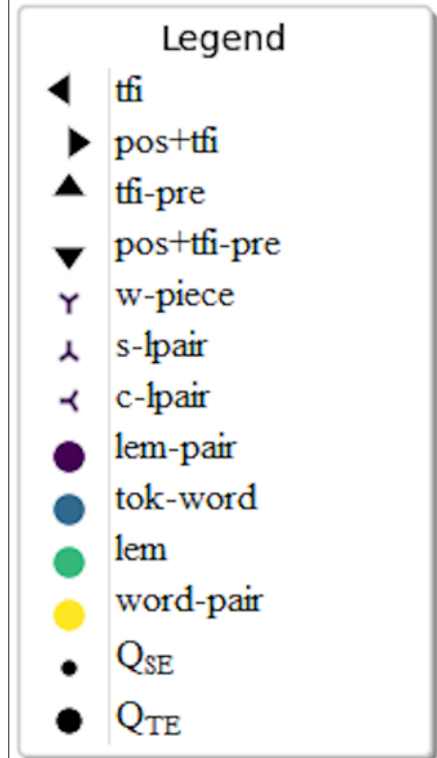 Legend
tfi
pos+tfi
tfi-pre
pos+tfi-pre
w-piece
s-lpair
c-lpair
lem-pair
tok-word
lem
word-pair
QSE
QTE